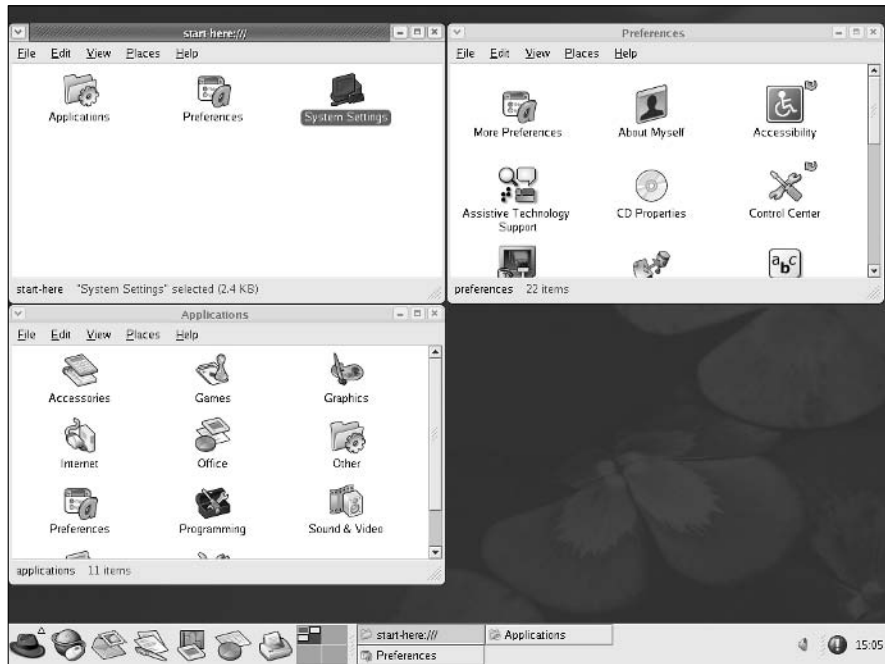 start-here:///
File Edit View Places Help
Applications
Preferences
System Settings
start-here "System Settings" selected (2.4 KB)
Preferences
File Edit View Places Help
More Preferences
About Myself
Accessibility
Assistive Technology
Support
CD Properties
Control Center
abc
preferences 22 items
Applications
File Edit View Places Help
Accessories
Games
Graphics
Internet
Office
Other
Preferences
Programming
Sound & Video
applications 11 items
start-here:///
Applications
Preferences
15:05